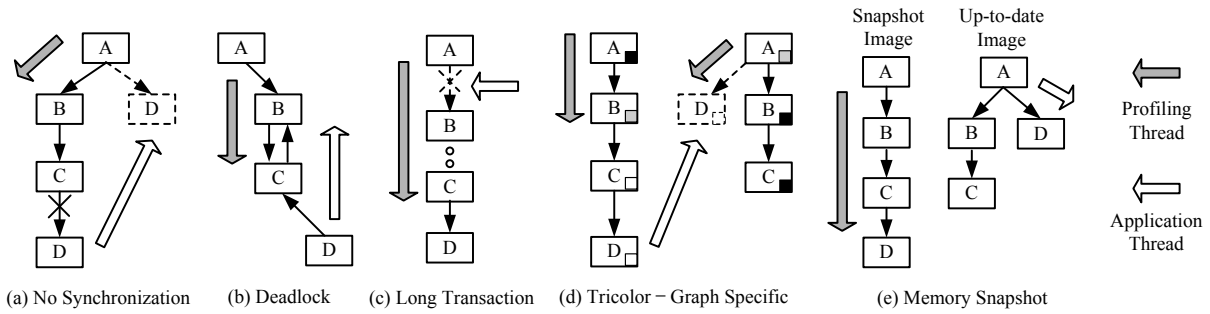 A
B
D
C
D
(a) No Synchronization
A
B
C
D
(b) Deadlock
A
B
C
D
(c) Long Transaction
A
B
C
D
A
D
B
C
(d) Tricolor – Graph Specific
Snapshot
Image
A
B
C
D
Up-to-date
Image
A
B
D
C
(e) Memory Snapshot
Profiling
Thread
Application
Thread